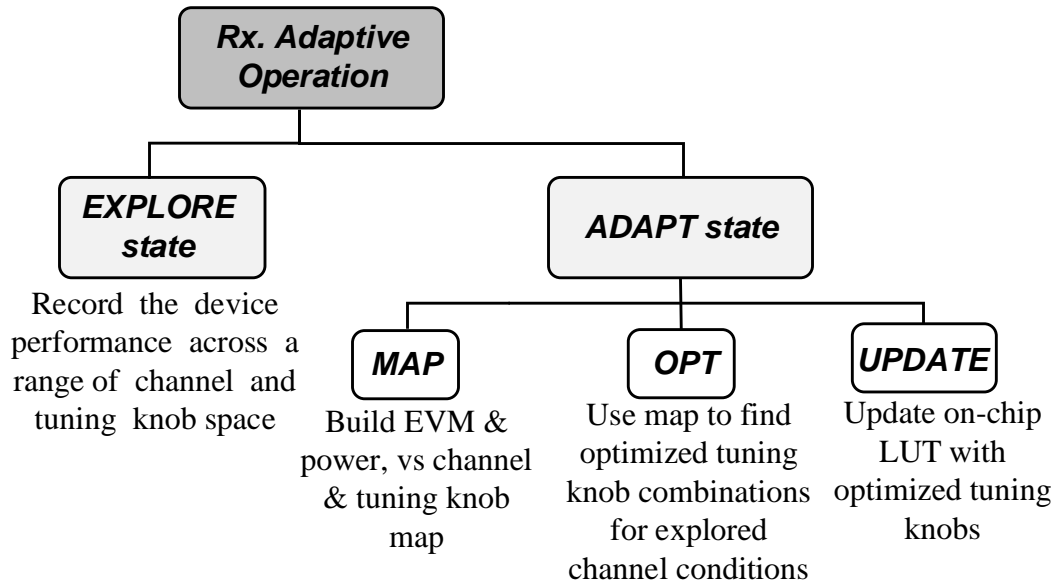 Rx. Adaptive
Operation
EXPLORE
state
Record the device
performance across a
range of channel and
tuning knob space
ADAPT state
MAP
Build EVM &
power, vs channel
& tuning knob
map
OPT
Use map to find
optimized tuning
knob combinations
for explored
channel conditions
UPDATE
Update on-chip
LUT with
optimized tuning
knobs